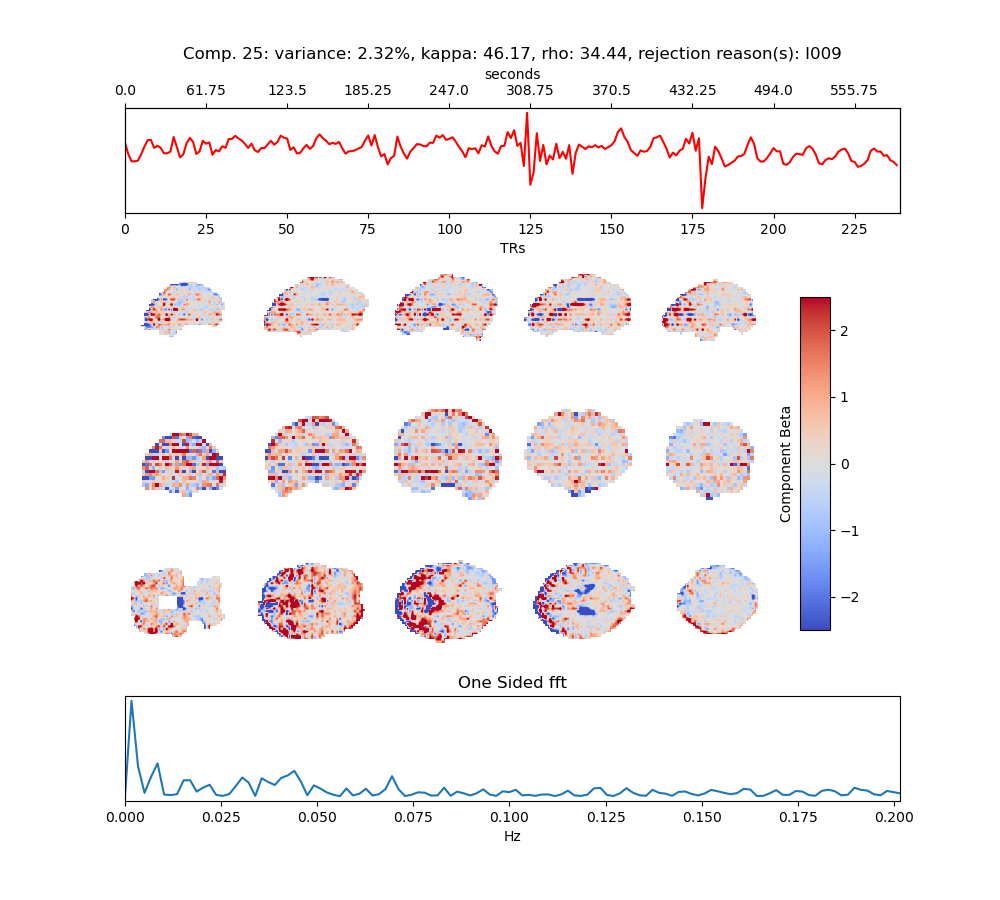 Comp. 25: variance: 2.32%, kappa: 46.17, rho: 34.44, rejection reason(s): I009
seconds
0.0 61.75 123.5 185.25 247.0 308.75 370.5 432.25 494.0 555.75
0 25 50 75 100 125 150 175 200 225
TRs
2
1
0
−1
−2
Component Beta
One Sided fft
0.000 0.025 0.050 0.075 0.100 0.125 0.150 0.175 0.200
Hz